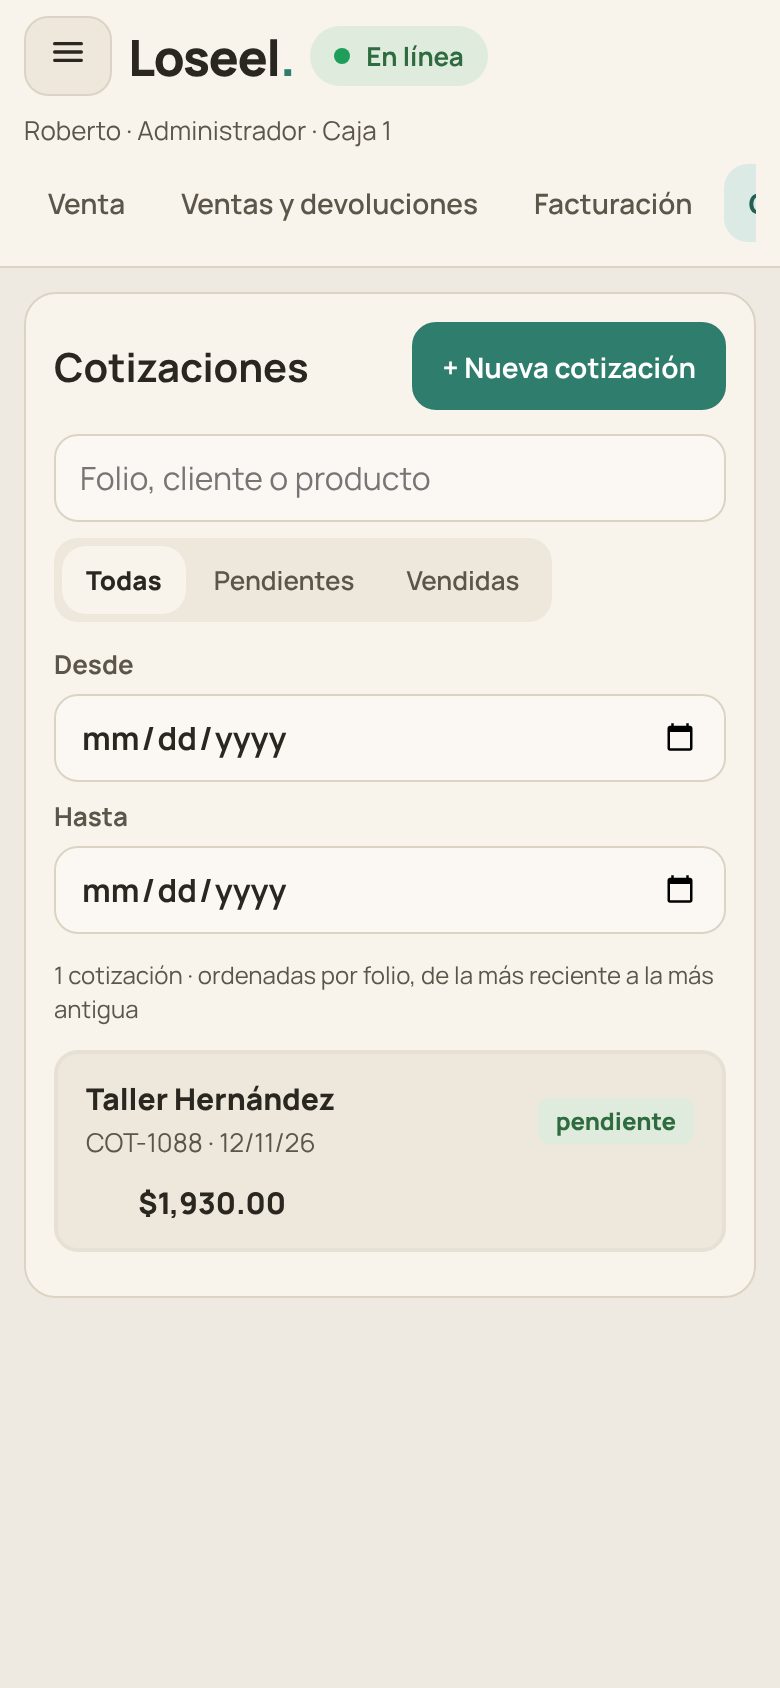 Loseel.
En línea
Roberto · Administrador · Caja 1
Venta Ventas y devoluciones Facturación
Cotizaciones
+ Nueva cotización
Folio, cliente o producto
Todas Pendientes Vendidas
Desde
mm/dd/yyyy
Hasta
mm/dd/yyyy
1 cotización · ordenadas por folio, de la más reciente a la más
antigua
Taller Hernández
pendiente
COT-1088 · 12/11/26
$1,930.00